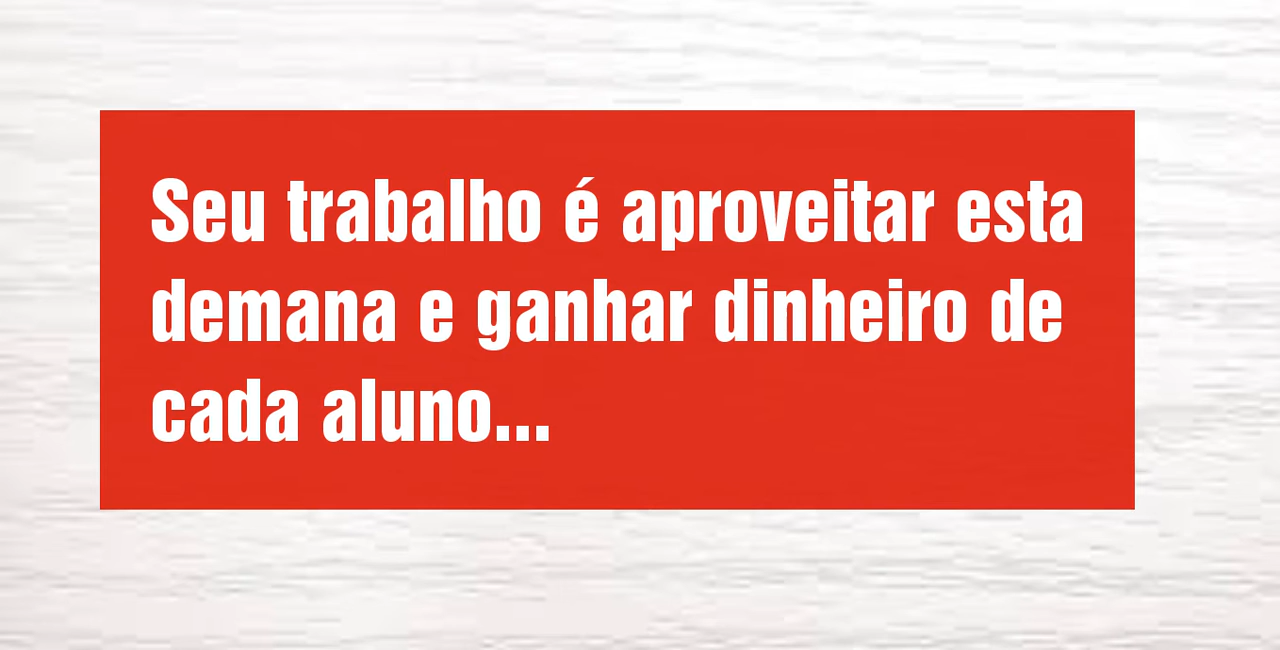 Seu trabalho é aproveitar esta
demana e ganhar dinheiro de
cada aluno...